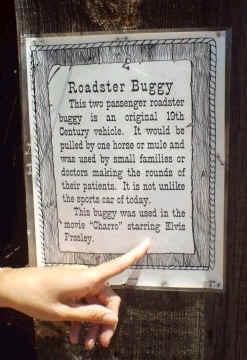 Roadster Buggy
This two passenger roadster
buggy is an original 19th
Century vehicle. It would be
pulled by one horse or mule and
was used by small families or
doctors making the rounds of
their patients. It is not unlike
the sports car of today.
This buggy was used in the
movie "Charro" starring Elvis
Presley.